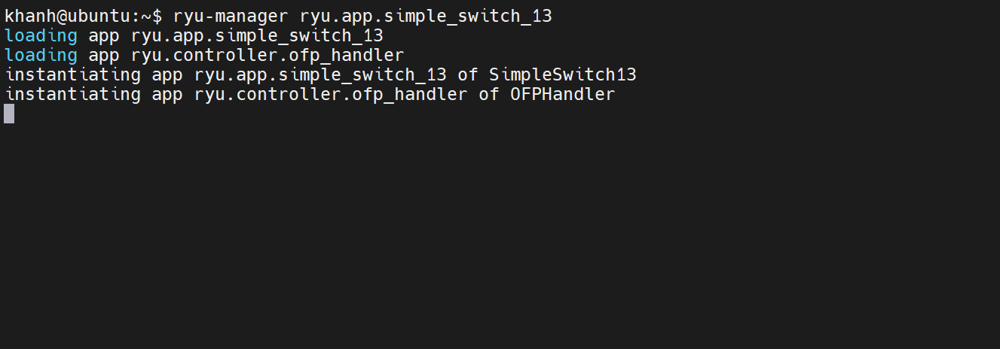 khanh@ubuntu:~$ ryu-manager ryu.app.simple_switch_13
loading app ryu.app.simple_switch_13
loading app ryu.controller.ofp_handler
instantiating app ryu.app.simple_switch_13 of SimpleSwitch13
instantiating app ryu.controller.ofp_handler of OFPHandler